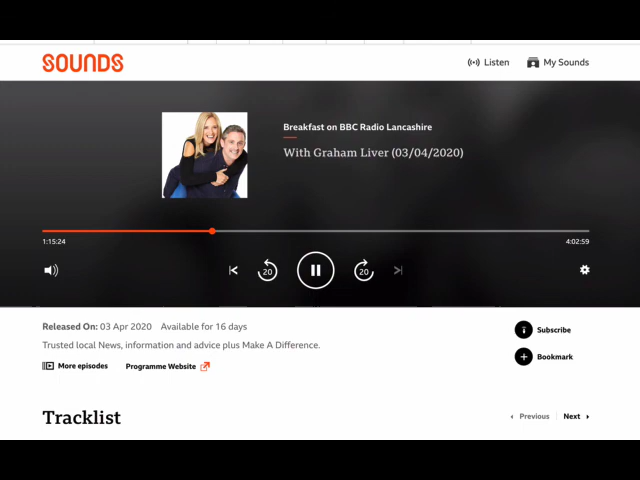 SOUNDS
Listen
My Sounds
Breakfast on BBC Radio Lancashire
With Graham Liver (03/04/2020)
1:15:24
4:02:59
20
20
Released On: 03 Apr 2020 Available for 16 days
Subscribe
Trusted local News, information and advice plus Make A Difference.
Bookmark
More episodes
Programme Website
Tracklist
Previous
Next